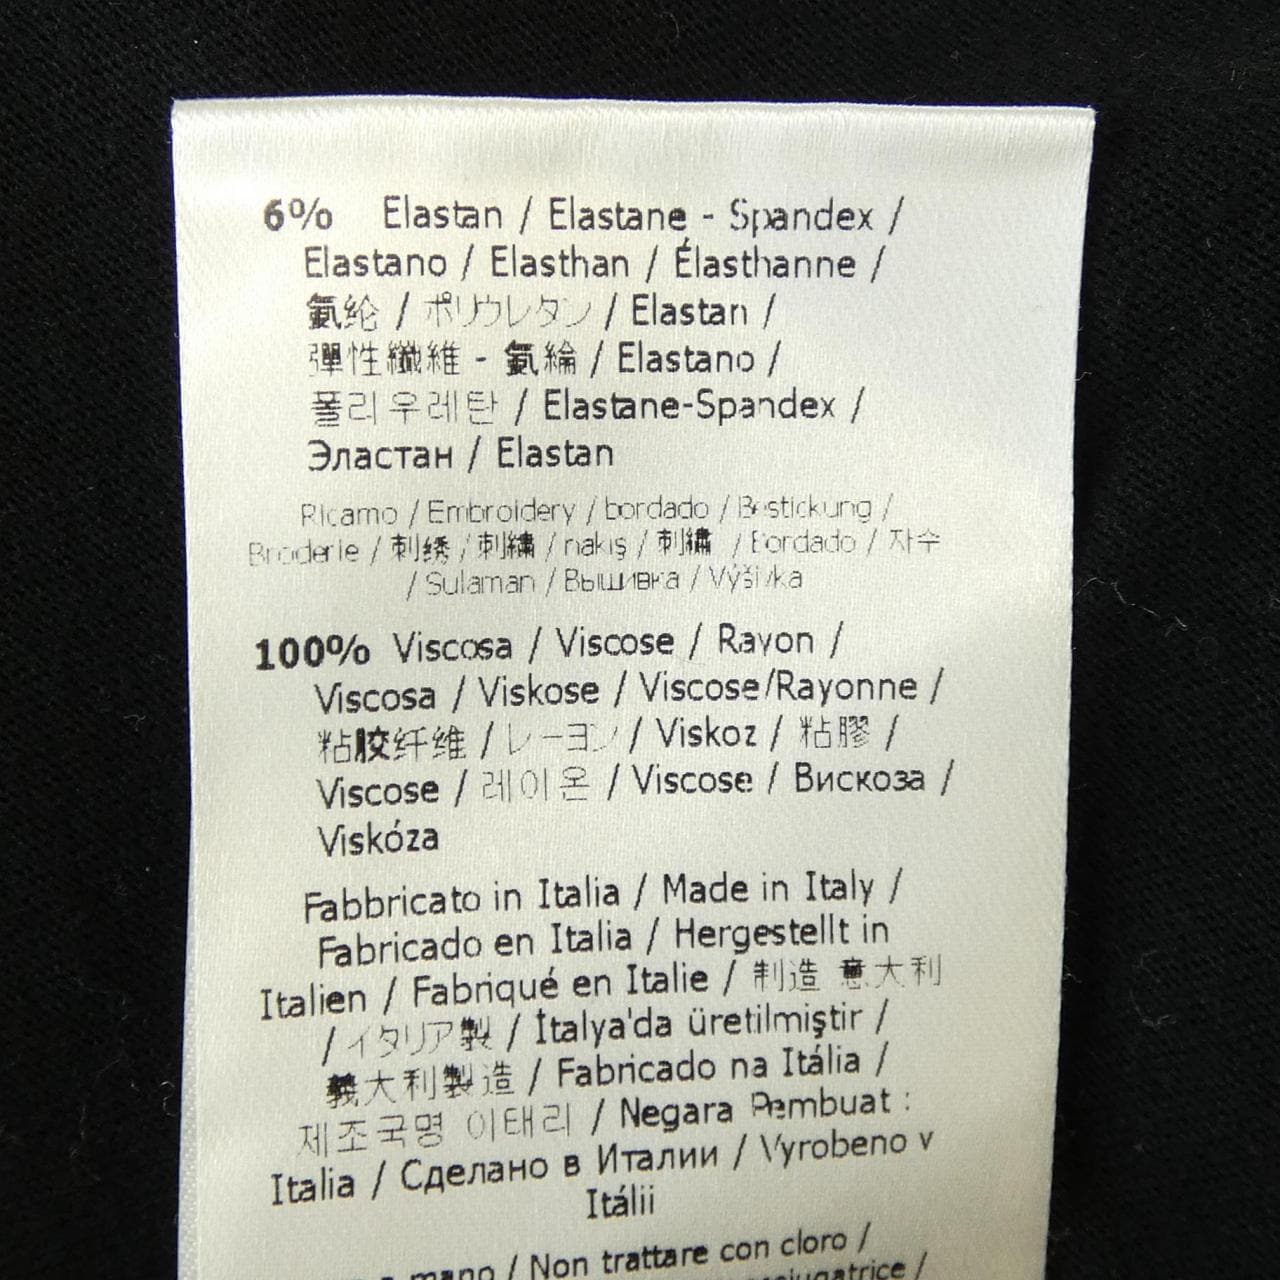 6% Elastan / Elastane - Spandex /
Elastano / Elasthan / Élasthanne /
氨纶 / ポリウレタン / Elastan /
彈性纖維 - 氨綸 / Elastano /
폴리우레탄 / Elastane-Spandex /
Эластан / Elastan
Ricamo / Embroidery / bordado / Bestickung /
Broderie / 刺绣 / 刺繍 / nakış / 刺繡 / Bordado / 자수
/ Sulaman / Вышивка / Výšivka
100% Viscosa / Viscose / Rayon /
Viscosa / Viskose / Viscose/Rayonne /
粘胶纤维 / レーヨン / Viskoz / 粘膠 /
Viscose / 레이온 / Viscose / Вискоза /
Viskóza
Fabbricato in Italia / Made in Italy /
Fabricado en Italia / Hergestellt in
Italien / Fabriqué en Italie / 制造 意大利
/ イタリア製 / İtalya'da üretilmiştir /
義大利製造 / Fabricado na Itália /
제조국명 이태리 / Negara Pembuat :
Italia / Сделано в Италии / Vyrobeno v
Itálii
a mano / Non trattare con cloro /